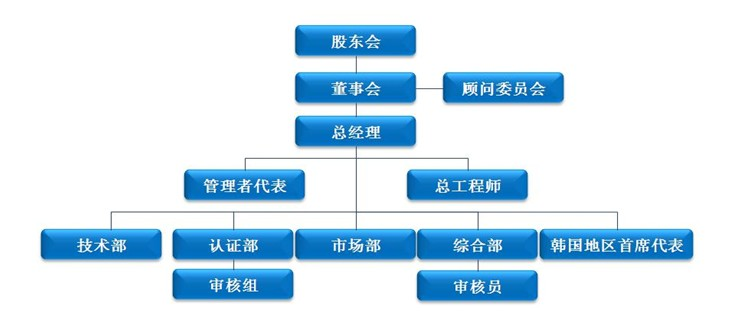 股东会
董事会
顾问委员会
总经理
管理者代表
总工程师
技术部
认证部
市场部
综合部
韩国地区首席代表
审核组
审核员